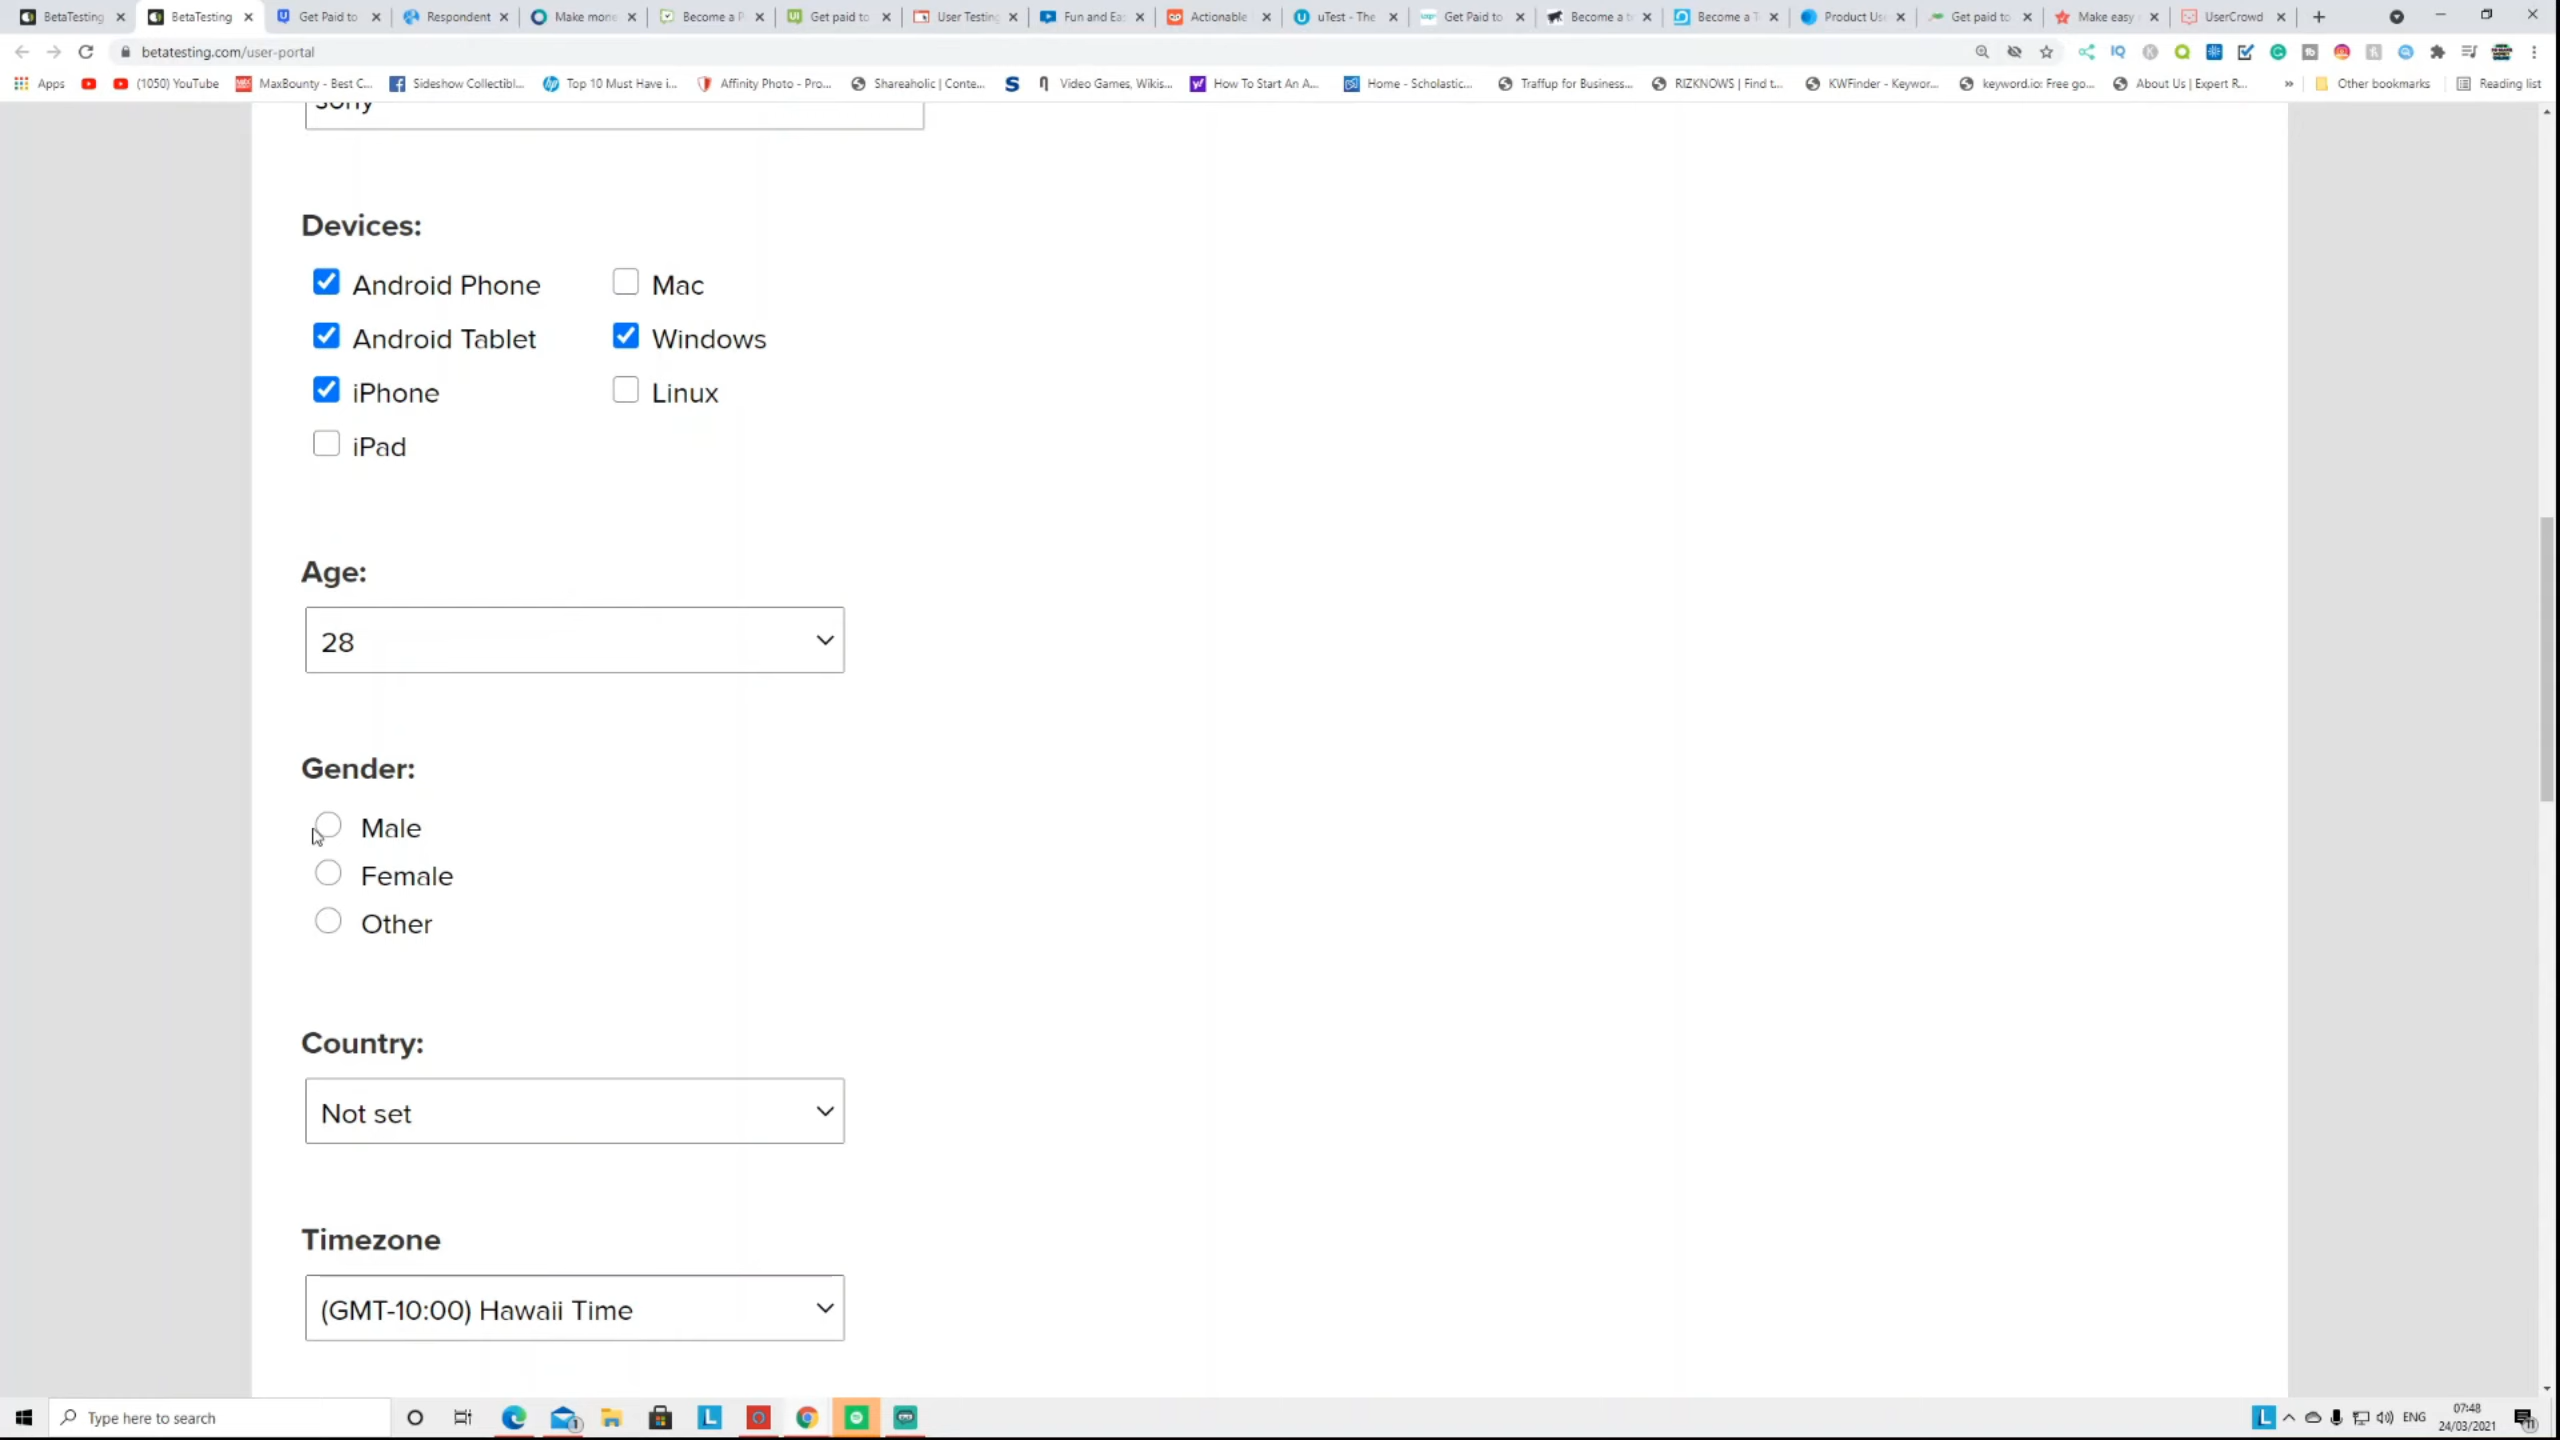 BetaTesting
BetaTesting
Get Paid to
Respondent
Make mone
Become a P
Get paid to
User Testing
Fun and Ea
Actionable
uTest - The
Get Paid to
Become a t
Become a T
Product Us
Get paid to
Make easy
UserCrowd
betatesting.com/user-portal
Apps
(1050) YouTube
MaxBounty - Best C...
Sideshow Collectibl...
Top 10 Must Have i...
Affinity Photo - Pro...
Shareaholic | Conte...
Video Games, Wikis...
How To Start An A...
Home - Scholastic...
Traffup for Business...
RIZKNOWS | Find t...
KWFinder - Keywor...
keyword.io: Free go...
About Us | Expert R...
»
Other bookmarks
Reading list
sony
Devices:
Android Phone
Mac
Android Tablet
Windows
iPhone
Linux
iPad
Age:
28
Gender:
Male
Female
Other
Country:
Not set
Timezone
(GMT-10:00) Hawaii Time
Type here to search
ENG
07:48
24/03/2021